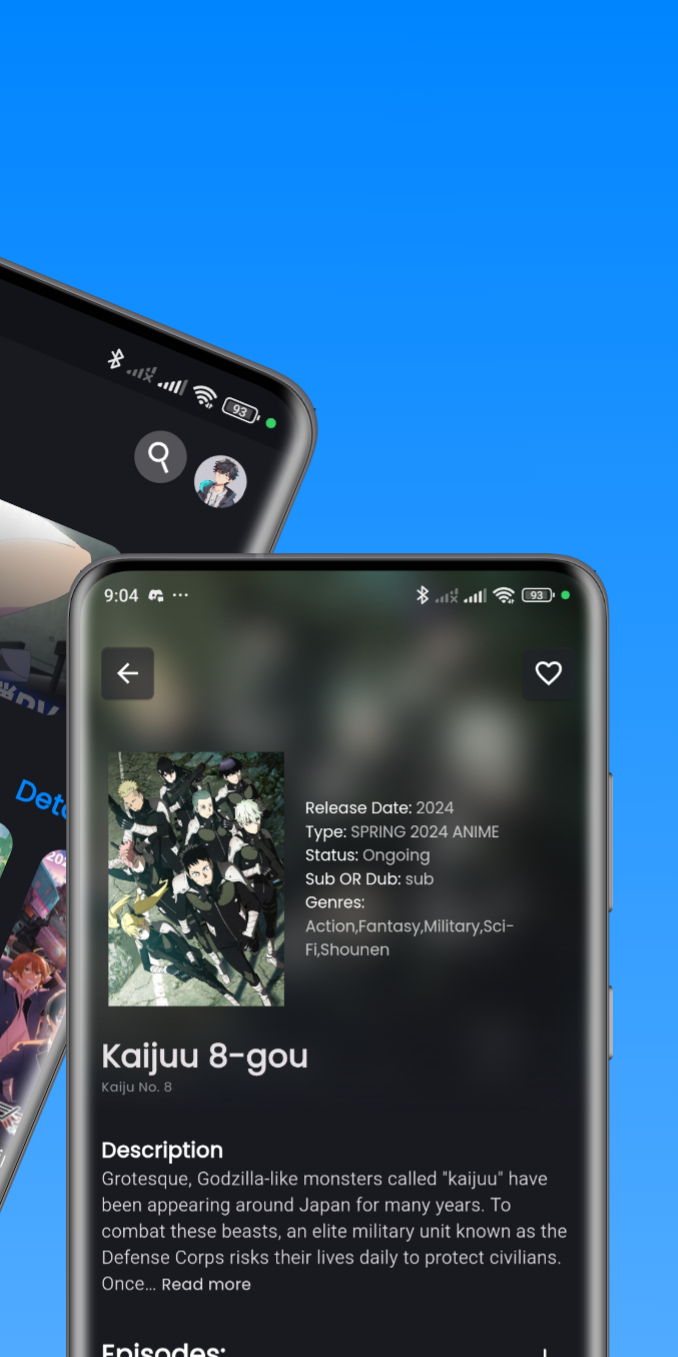 93
9:04
93
Release Date: 2024
Type: SPRING 2024 ANIME
Status: Ongoing
Sub OR Dub: sub
Genres:
Action,Fantasy,Military,Sci-
Fi,Shounen
Kaijuu 8-gou
Kaiju No. 8
Description
Grotesque, Godzilla-like monsters called "kaijuu" have
been appearing around Japan for many years. To
combat these beasts, an elite military unit known as the
Defense Corps risks their lives daily to protect civilians.
Once... Read more
Episodes: